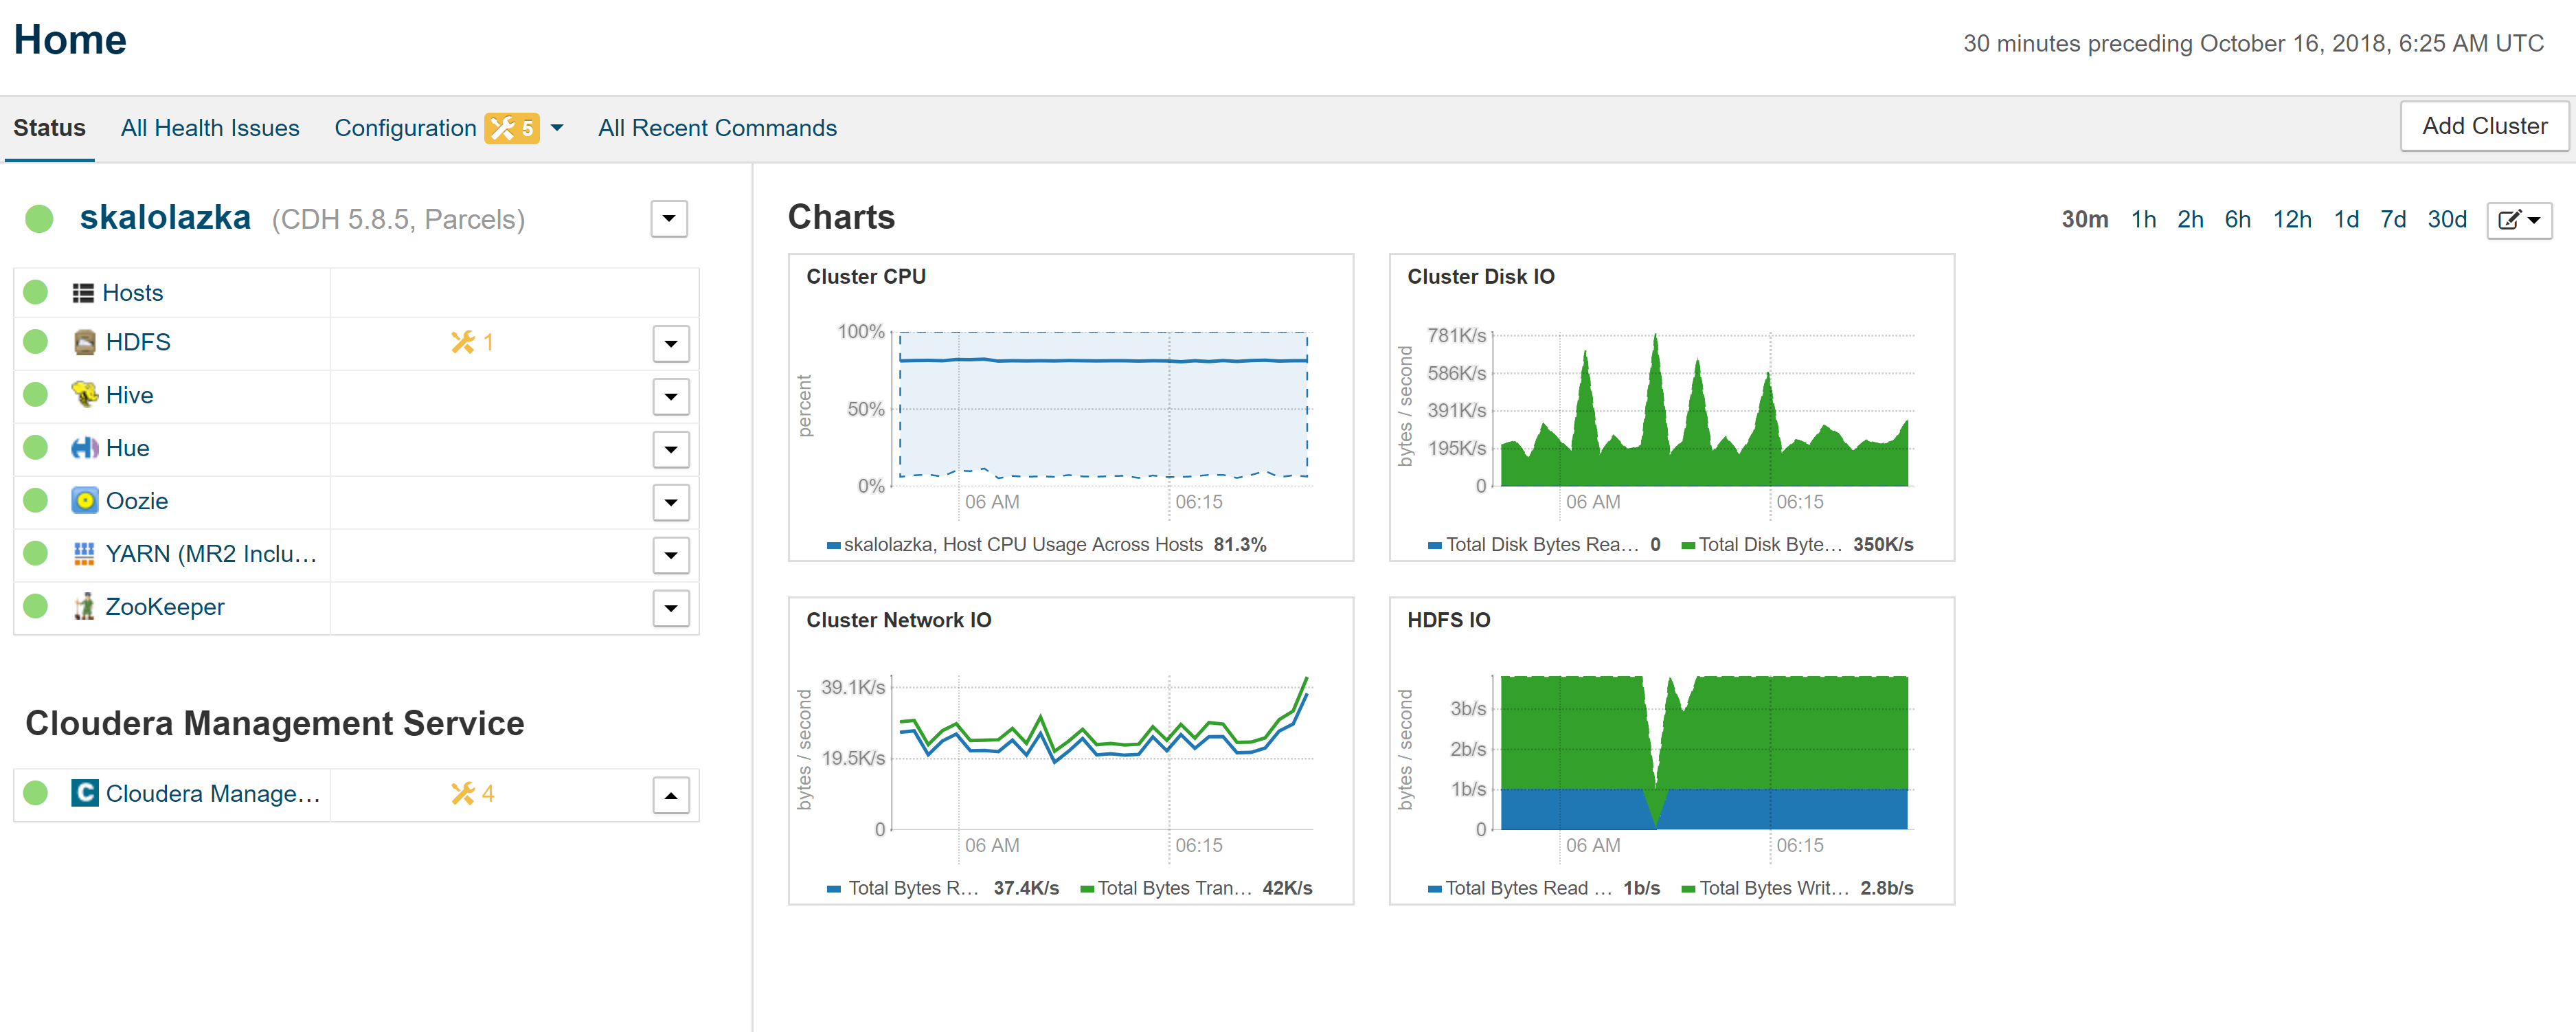 Home
30 minutes preceding October 16, 2018, 6:25 AM UTC
Status All Health Issues Configuration 5 All Recent Commands
Add Cluster
skalolazka (CDH 5.8.5, Parcels)
Hosts
HDFS 1
Hive
Hue
Oozie
YARN (MR2 Inclu...
ZooKeeper
Cloudera Management Service
C Cloudera Manage... 4
Charts
30m 1h 2h 6h 12h 1d 7d 30d
Cluster CPU
percent
100%
50%
0%
06 AM 06:15
skalolazka, Host CPU Usage Across Hosts 81.3%
Cluster Disk IO
bytes / second
781K/s
586K/s
391K/s
195K/s
0
06 AM 06:15
Total Disk Bytes Rea... 0 Total Disk Byte... 350K/s
Cluster Network IO
bytes / second
39.1K/s
19.5K/s
0
06 AM 06:15
Total Bytes R... 37.4K/s Total Bytes Tran... 42K/s
HDFS IO
bytes / second
3b/s
2b/s
1b/s
0
06 AM 06:15
Total Bytes Read ... 1b/s Total Bytes Writ... 2.8b/s